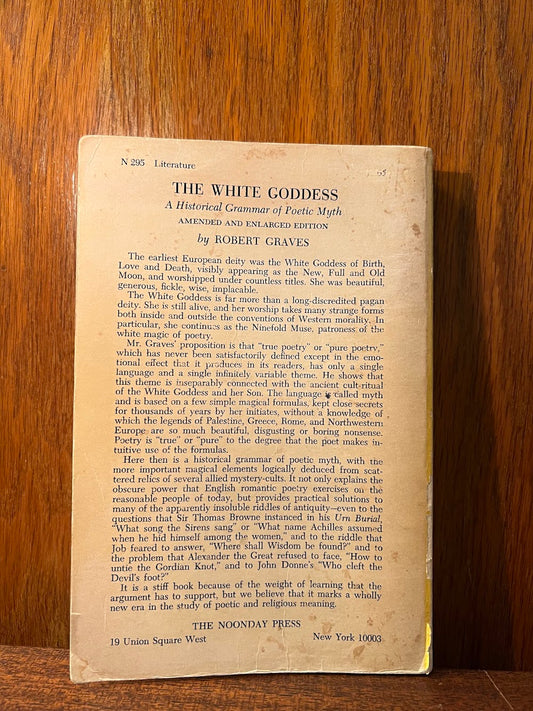 N 295 Literature
THE WHITE GODDESS
A Historical Grammar of Poetic Myth
AMENDED AND ENLARGED EDITION
by ROBERT GRAVES
The earliest European deity was the White Goddess of Birth,
Love and Death, visibly appearing as the New, Full and Old
Moon, and worshipped under countless titles. She was beautiful,
generous, fickle, wise, implacable.
The White Goddess is far more than a long-discredited pagan
deity. She is still alive, and her worship takes many strange forms
both inside and outside the conventions of Western morality. In
particular, she continues as the Ninefold Muse, patroness of the
white magic of poetry.
Mr. Graves' proposition is that "true poetry" or "pure poetry,"
which has never been satisfactorily defined except in the emo-
tional effect that it produces in its readers, has only a single
language and a single infinitely variable theme. He shows that
this theme is inseparably connected with the ancient cult-ritual
of the White Goddess and her Son. The language is called myth
and is based on a few simple magical formulas, kept close secrets
for thousands of years by her initiates, without a knowledge of
which the legends of Palestine, Greece, Rome, and Northwestern
Europe are so much beautiful, disgusting or boring nonsense.
Poetry is "true" or "pure" to the degree that the poet makes in-
tuitive use of the formulas.
Here then is a historical grammar of poetic myth, with the
more important magical elements logically deduced from scat-
tered relics of several allied mystery-cults. It not only explains the
obscure power that English romantic poetry exercises on the
reasonable people of today, but provides practical solutions to
many of the apparently insoluble riddles of antiquity—even to the
questions that Sir Thomas Browne instanced in his Urn Burial,
"What song the Sirens sang" or "What name Achilles assumed
when he hid himself among the women," and to the riddle that
Job feared to answer, "Where shall Wisdom be found?" and to
the problem that Alexander the Great refused to face, "How to
untie the Gordian Knot," and to John Donne's "Who cleft the
Devil's foot?"
It is a stiff book because of the weight of learning that the
argument has to support, but we believe that it marks a wholly
new era in the study of poetic and religious meaning.
THE NOONDAY PRESS
19 Union Square West New York 10003